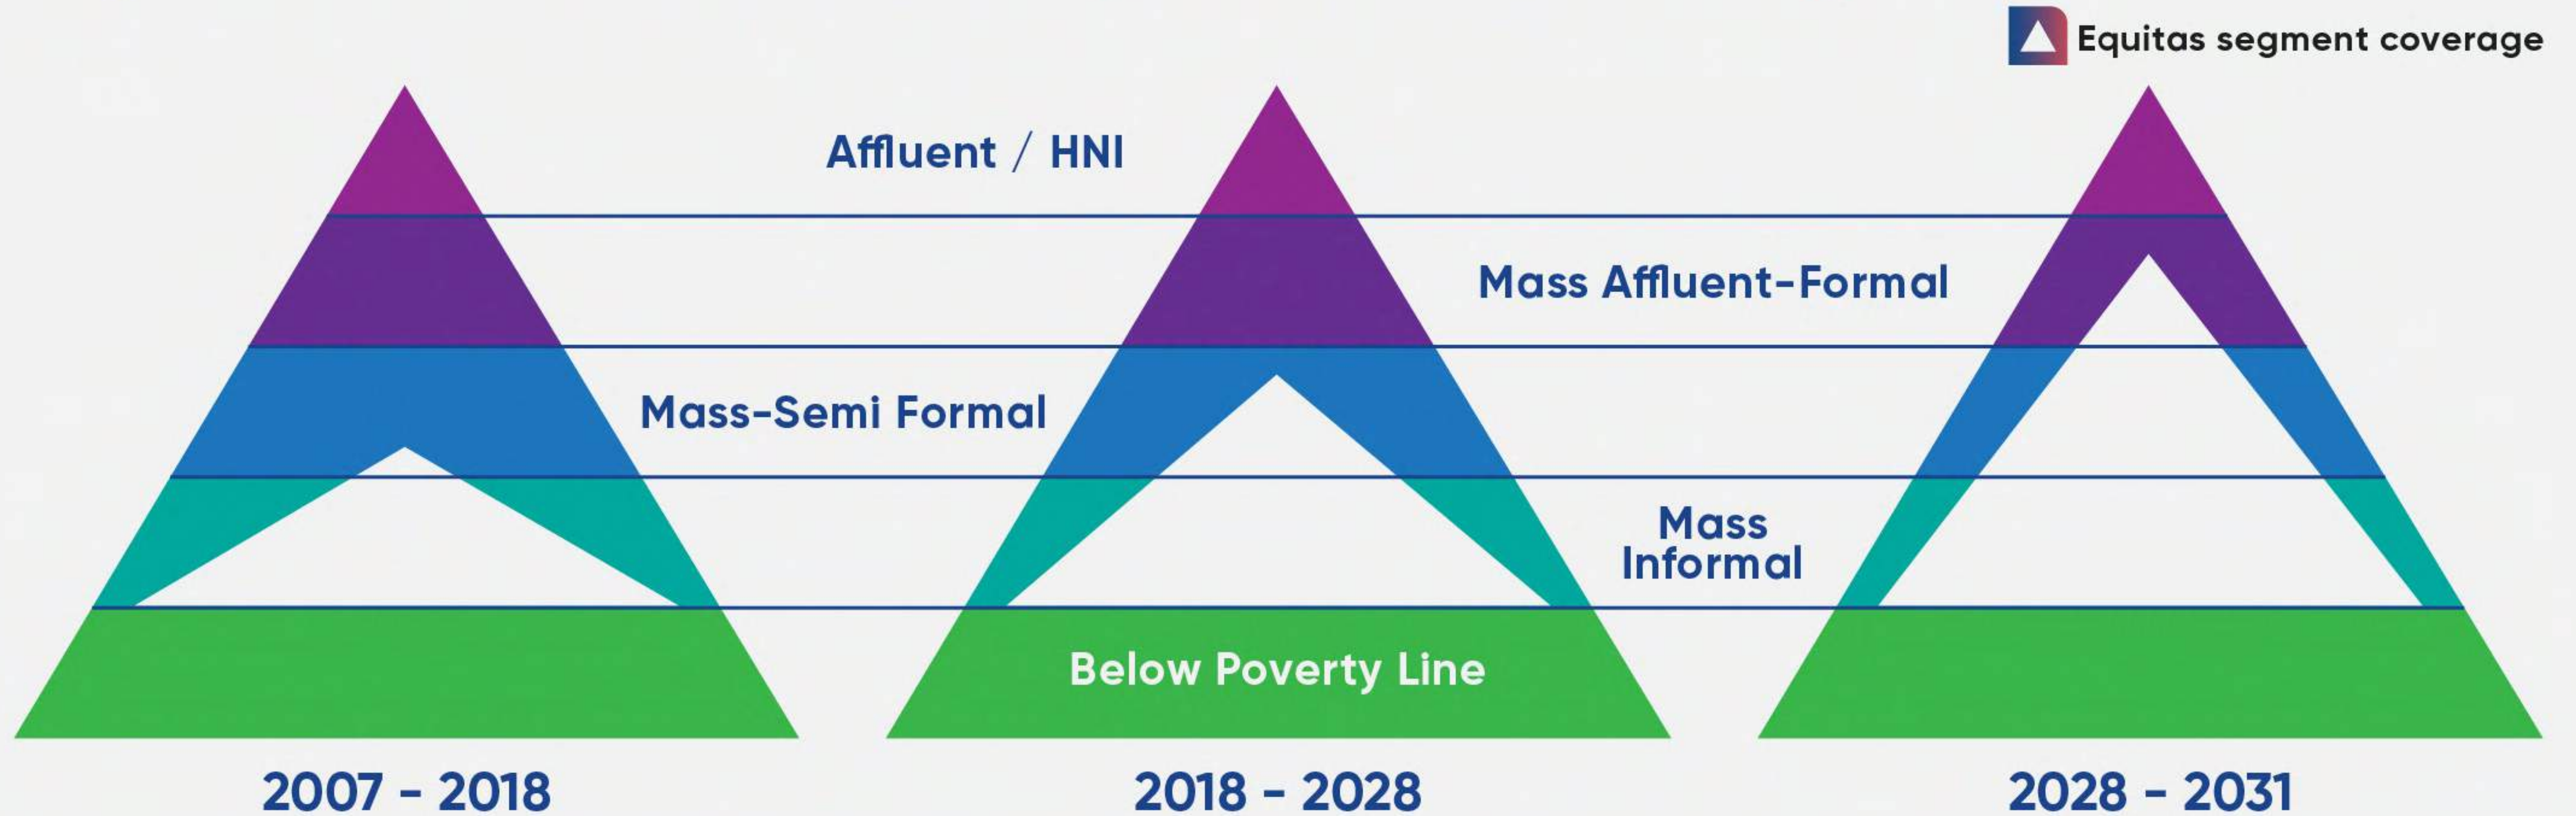 Equitas segment coverage
Affluent / HNI
Mass Affluent-Formal
Mass-Semi Formal
Mass
Informal
Below Poverty Line
2007 - 2018
2018 - 2028
2028 - 2031